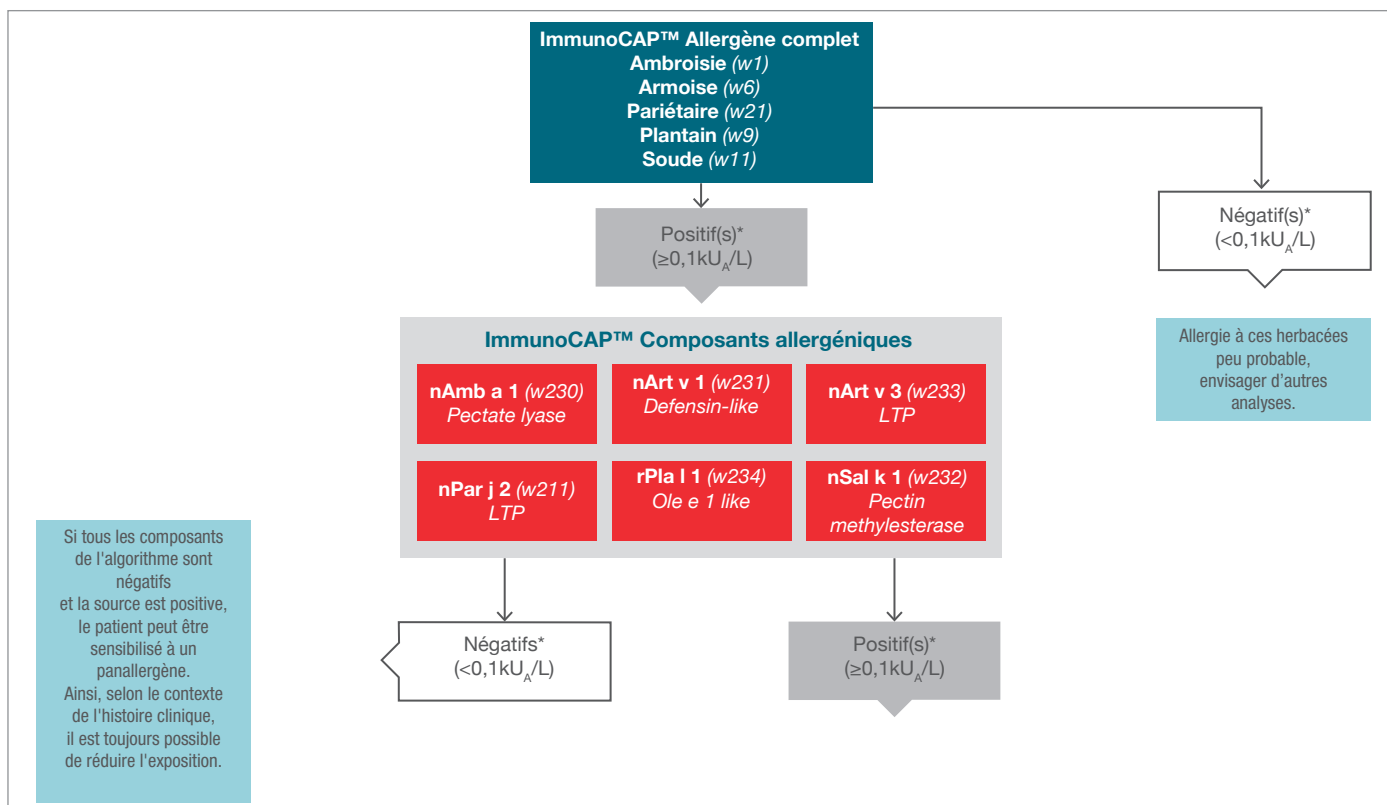 ImmunoCAP™ Allergène complet
Ambroisie (w1)
Armoise (w6)
Pariétaire (w21)
Plantain (w9)
Soude (w11)
Positif(s)*
(≥0,1kU_A/L)
Négatif(s)*
(<0,1kU_A/L)
Allergie à ces herbacées
peu probable,
envisager d'autres
analyses.
ImmunoCAP™ Composants allergéniques
nAmb a 1 (w230)
Pectate lyase
nArt v 1 (w231)
Defensin-like
nArt v 3 (w233)
LTP
nPar j 2 (w211)
LTP
rPla l 1 (w234)
Ole e 1 like
nSal k 1 (w232)
Pectin
methylesterase
Si tous les composants
de l'algorithme sont
négatifs
et la source est positive,
le patient peut être
sensibilisé à un
panallergène.
Ainsi, selon le contexte
de l'histoire clinique,
il est toujours possible
de réduire l'exposition.
Négatifs*
(<0,1kU_A/L)
Positif(s)*
(≥0,1kU_A/L)